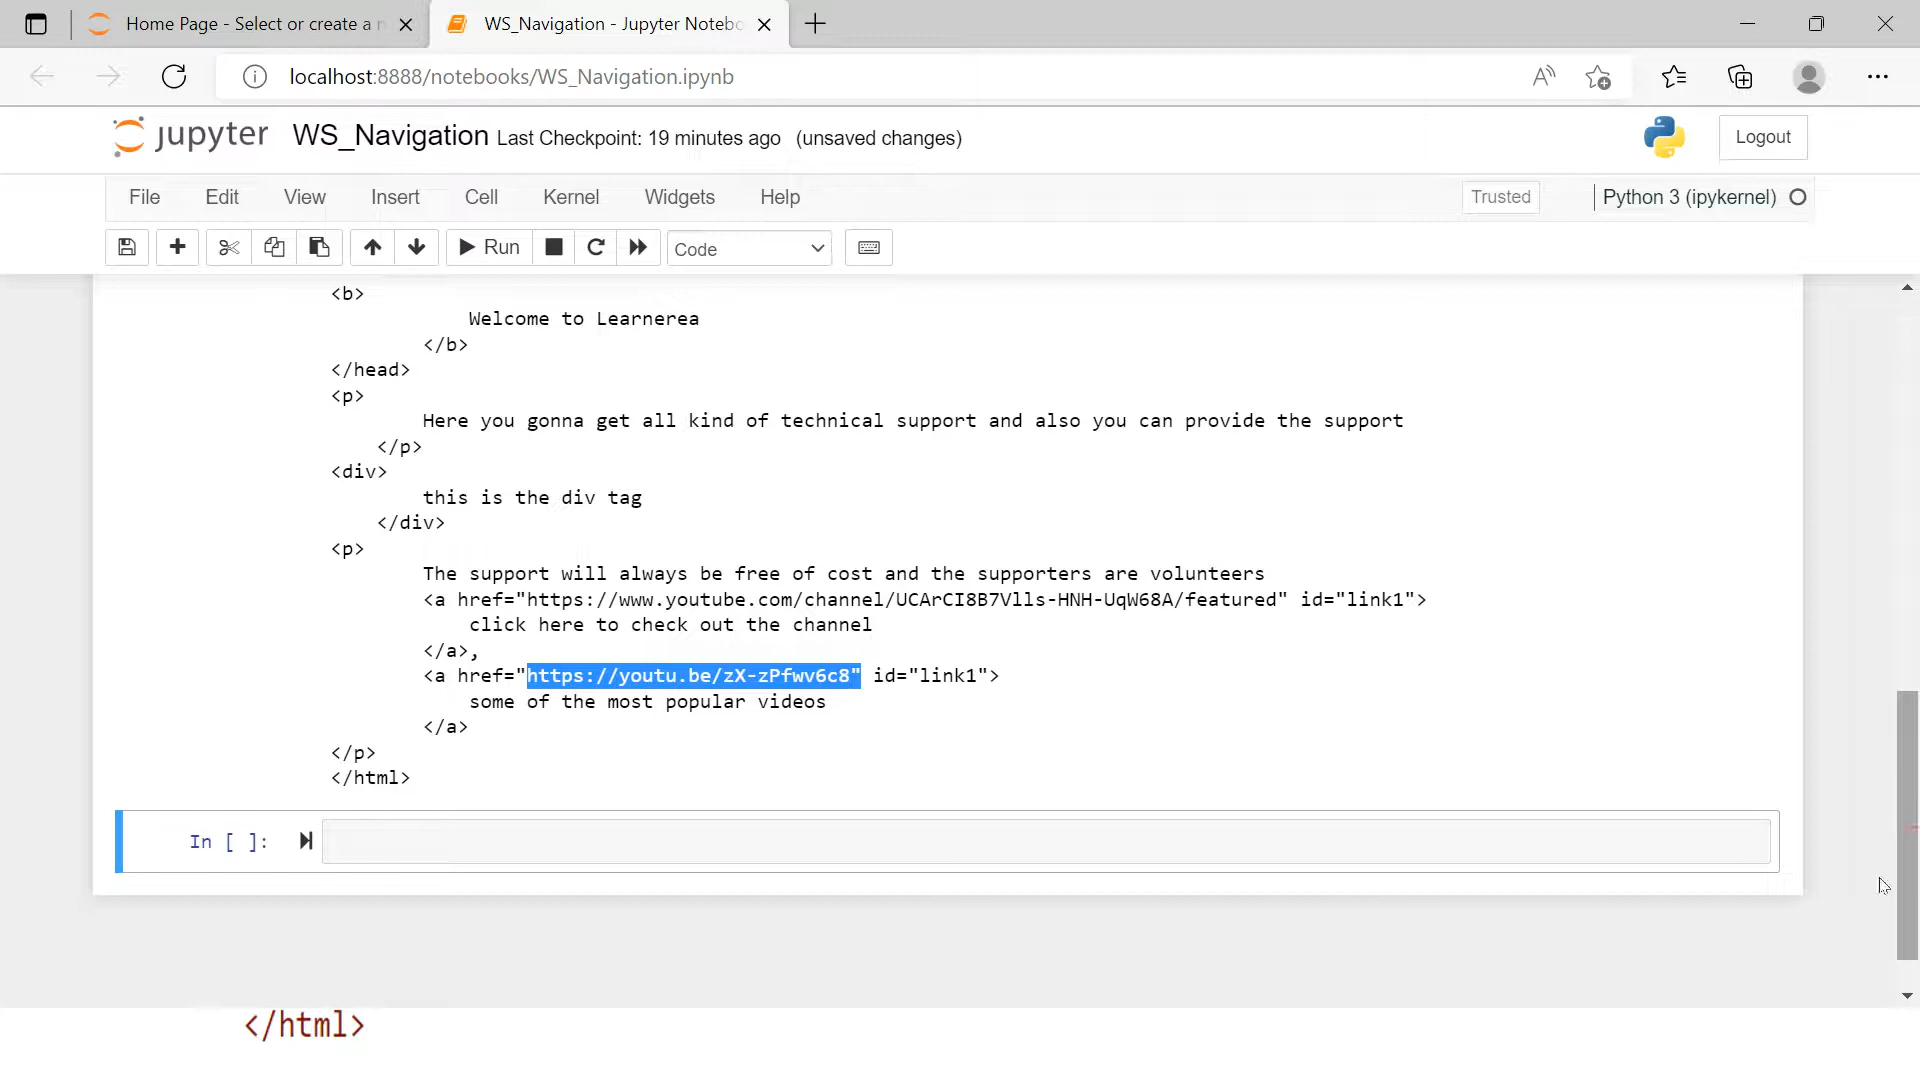 Home Page - Select or create a n
WS_Navigation - Jupyter Notebo
localhost:8888/notebooks/WS_Navigation.ipynb
jupyter WS_Navigation Last Checkpoint: 19 minutes ago (unsaved changes)
Logout
File Edit View Insert Cell Kernel Widgets Help
Trusted
Python 3 (ipykernel)
Run
Code
<b>
Welcome to Learnerea
</b>
</head>
<p>
Here you gonna get all kind of technical support and also you can provide the support
</p>
<div>
this is the div tag
</div>
<p>
The support will always be free of cost and the supporters are volunteers
<a href="https://www.youtube.com/channel/UCArCI8B7Vlls-HNH-UqW68A/featured" id="link1">
click here to check out the channel
</a>,
<a href="https://youtu.be/zX-zPfwv6c8" id="link1">
some of the most popular videos
</a>
</p>
</html>
In [ ]:
</html>